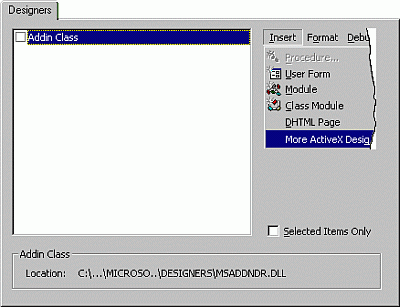 Designers
Addin Class
Insert Format Debu
Procedure...
User Form
Module
Class Module
DHTML Page
More ActiveX Desig
Selected Items Only
Addin Class
Location: C:\...\MICROSO..\DESIGNERS\MSADDNDR.DLL